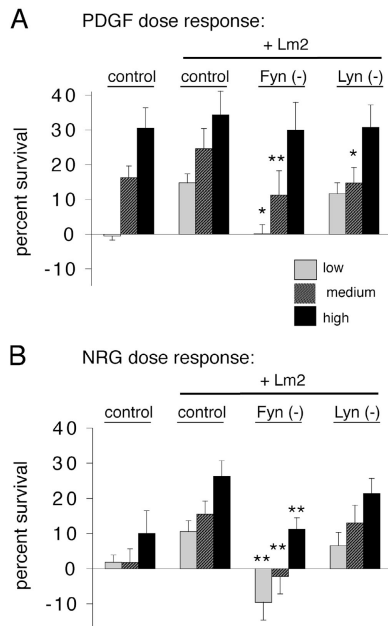 A PDGF dose response:
+ Lm2
control control Fyn (-) Lyn (-)
percent survival
40
30
20
10
0
-10
* ** *
low
medium
high
B NRG dose response:
+ Lm2
control control Fyn (-) Lyn (-)
percent survival
40
30
20
10
0
-10
** ** **